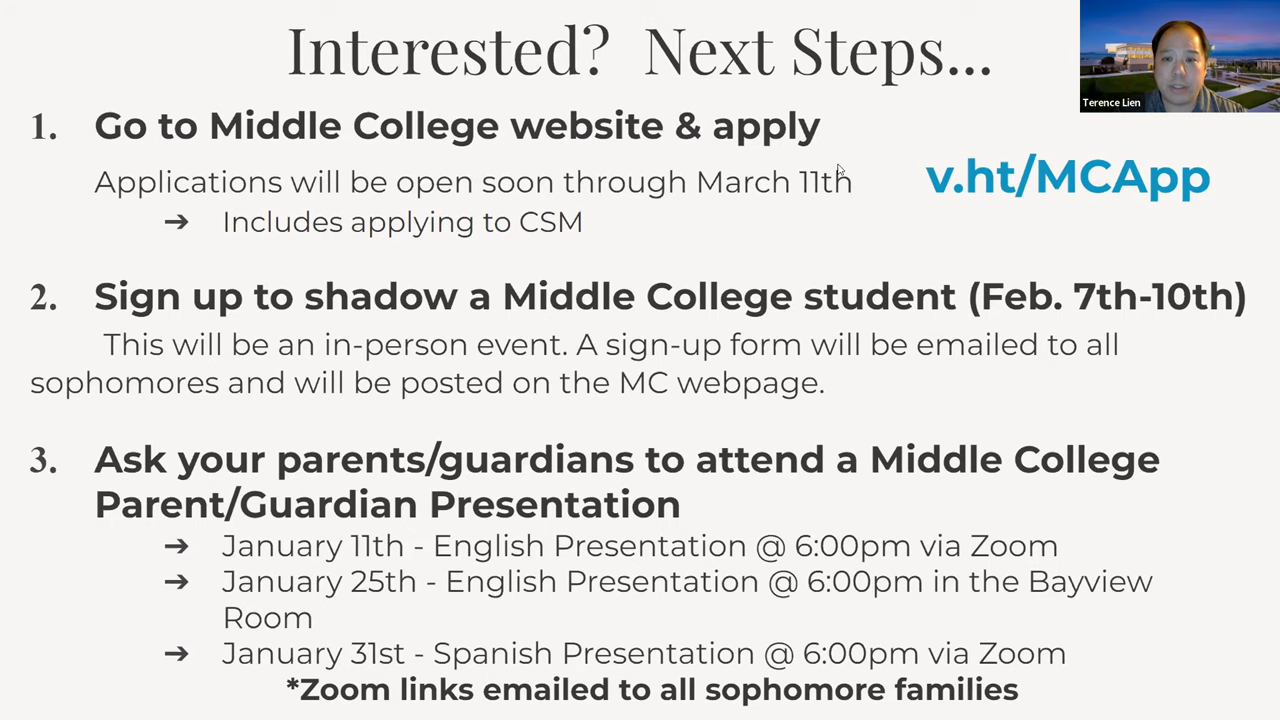 Interested? Next Steps...
Terence Lien
1. Go to Middle College website & apply
Applications will be open soon through March 11th
v.ht/MCApp
➔ Includes applying to CSM
2. Sign up to shadow a Middle College student (Feb. 7th-10th)
This will be an in-person event. A sign-up form will be emailed to all
sophomores and will be posted on the MC webpage.
3. Ask your parents/guardians to attend a Middle College
Parent/Guardian Presentation
➔ January 11th - English Presentation @ 6:00pm via Zoom
➔ January 25th - English Presentation @ 6:00pm in the Bayview
Room
➔ January 31st - Spanish Presentation @ 6:00pm via Zoom
*Zoom links emailed to all sophomore families